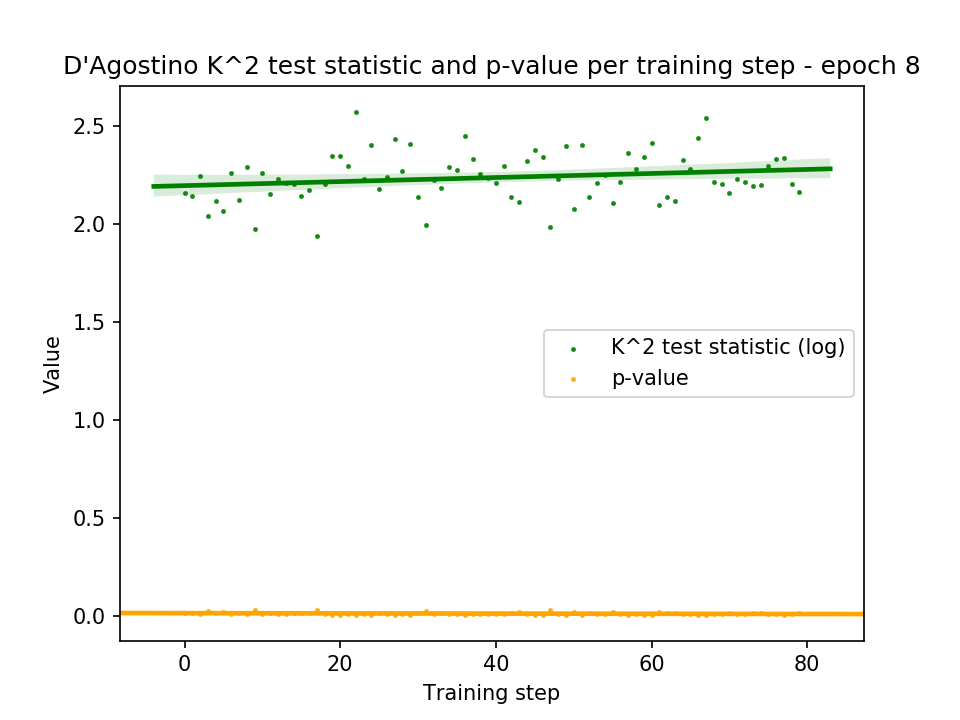 D'Agostino K^2 test statistic and p-value per training step - epoch 8
2.5
2.0
1.5
1.0
0.5
0.0
Value
K^2 test statistic (log)
p-value
0 20 40 60 80
Training step